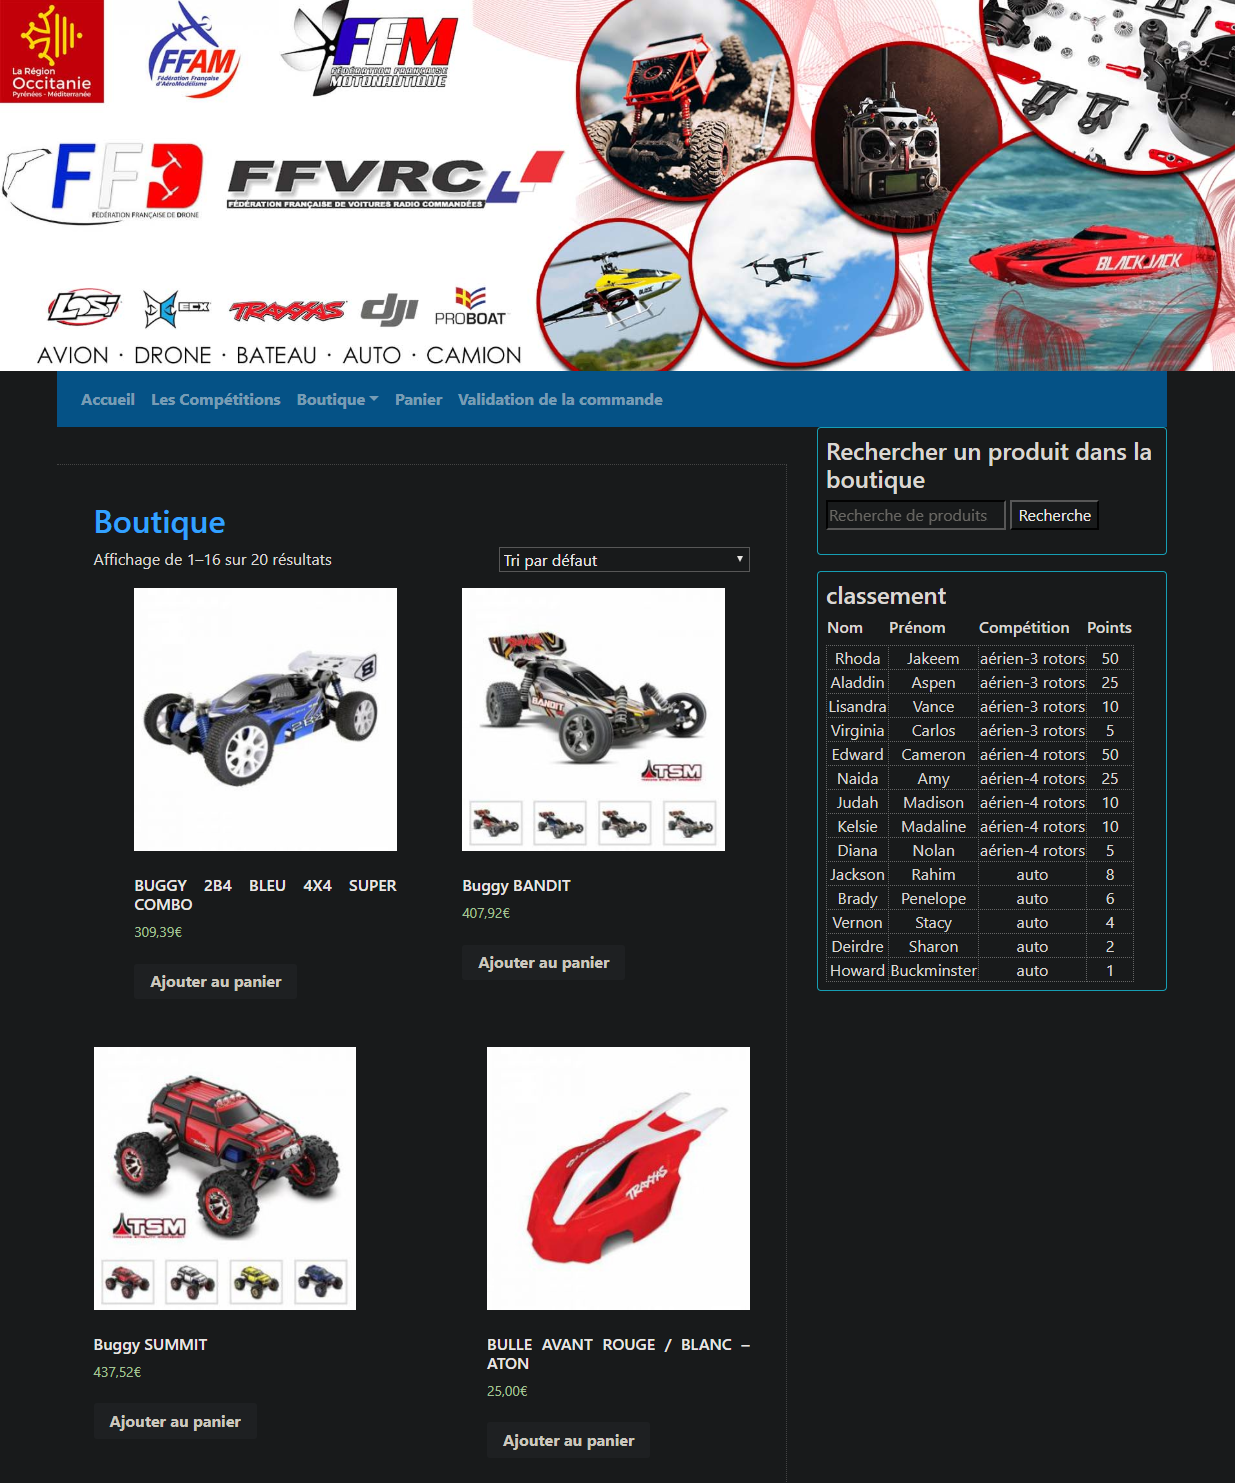 La Région
Occitanie
Pyrénées - Méditerranée
FFAM
Fédération Française
d'AéroModélisme
FFM
FÉDÉRATION FRANÇAISE
MOTONAUTIQUE
FFD
FÉDÉRATION FRANÇAISE DE DRONE
FFVRC
FÉDÉRATION FRANÇAISE DE VOITURES RADIO COMMANDÉES
BLACKJACK
LOSI
ECX
TRAXXAS
dji
PROBOAT
AVION · DRONE · BATEAU · AUTO · CAMION
Accueil Les Compétitions Boutique Panier Validation de la commande
Rechercher un produit dans la
boutique
Recherche de produits Recherche
Boutique
Affichage de 1–16 sur 20 résultats
Tri par défaut
8
2B4
BANDIT
TSM
BUGGY 2B4 BLEU 4X4 SUPER
COMBO
309,39€
Ajouter au panier
Buggy BANDIT
407,92€
Ajouter au panier
TSM
TRAXXAS
Buggy SUMMIT
437,52€
Ajouter au panier
BULLE AVANT ROUGE / BLANC –
ATON
25,00€
Ajouter au panier
classement
Nom Prénom Compétition Points
Rhoda Jakeem aérien-3 rotors 50
Aladdin Aspen aérien-3 rotors 25
Lisandra Vance aérien-3 rotors 10
Virginia Carlos aérien-3 rotors 5
Edward Cameron aérien-4 rotors 50
Naida Amy aérien-4 rotors 25
Judah Madison aérien-4 rotors 10
Kelsie Madaline aérien-4 rotors 10
Diana Nolan aérien-4 rotors 5
Jackson Rahim auto 8
Brady Penelope auto 6
Vernon Stacy auto 4
Deirdre Sharon auto 2
Howard Buckminster auto 1